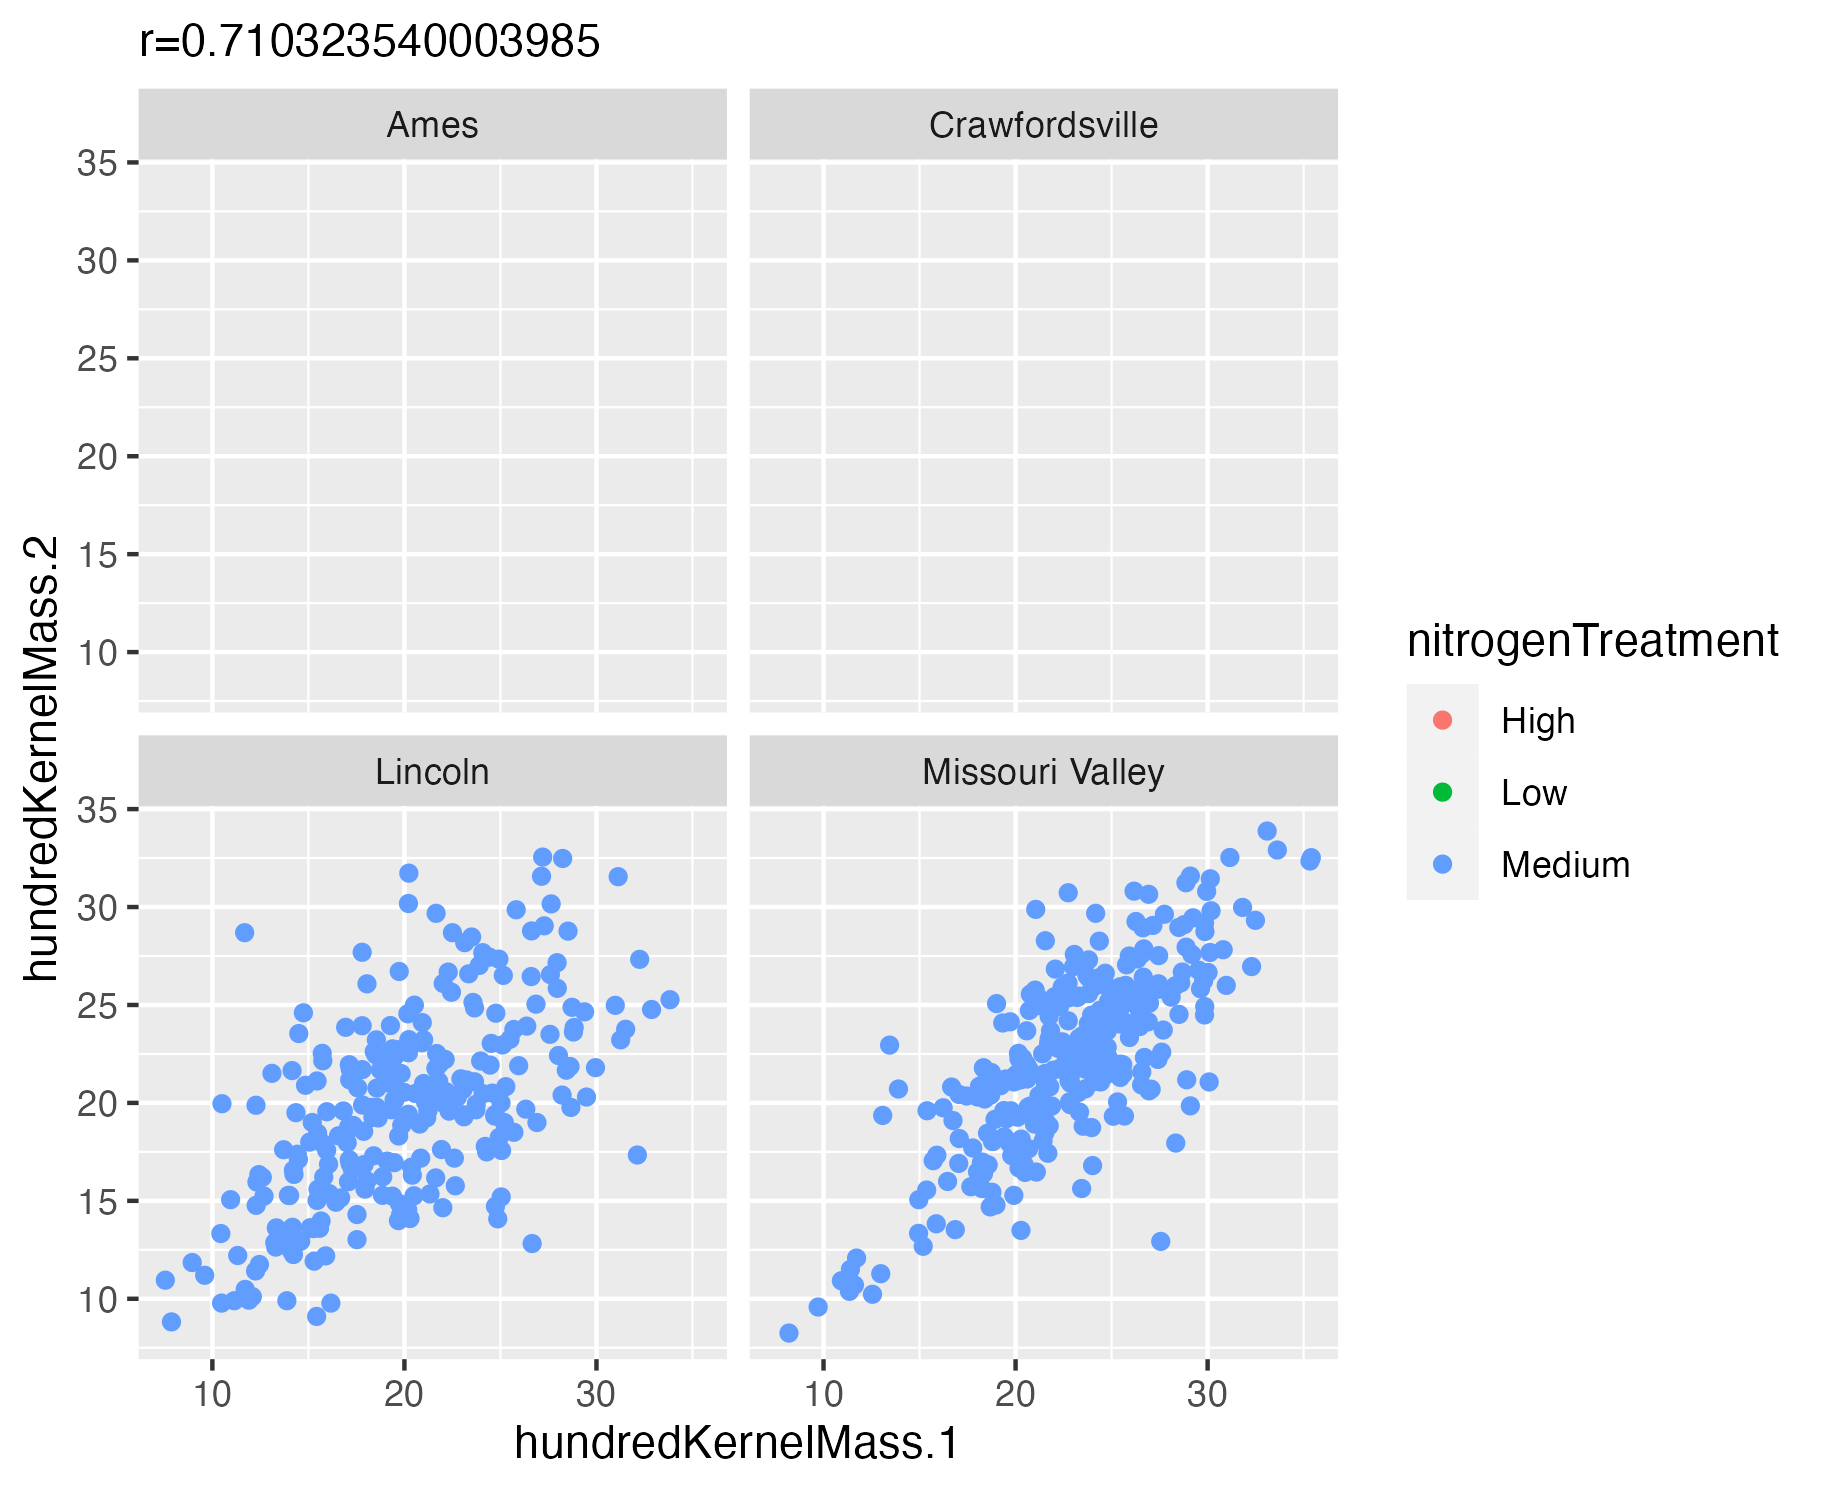 r=0.710323540003985
Ames
Crawfordsville
35
30
25
20
15
10
Lincoln
Missouri Valley
35
30
25
20
15
10
10
20
30
10
20
30
hundredKernelMass.1
hundredKernelMass.2
nitrogenTreatment
High
Low
Medium